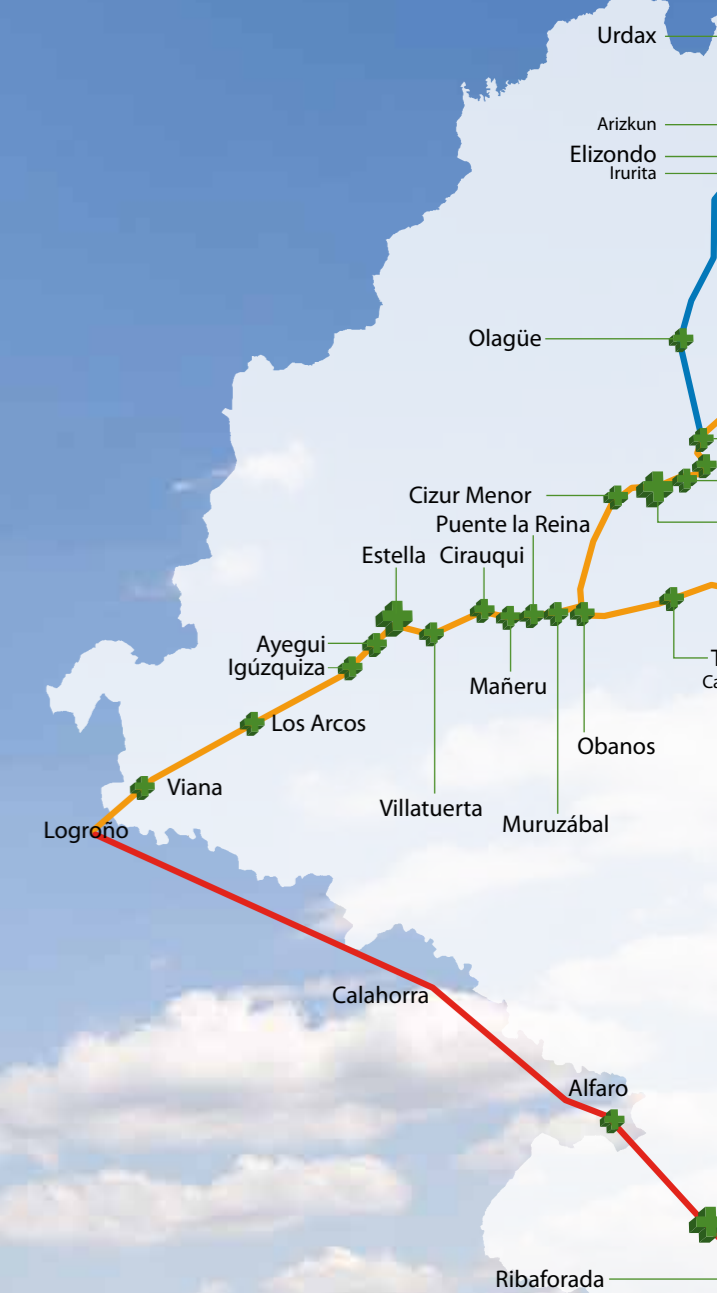 Urdax
Arizkun
Elizondo
Irurita
Olagüe
Cizur Menor
Puente la Reina
Estella
Cirauqui
Ayegui
Igúzquiza
Mañeru
Los Arcos
Obanos
Viana
Villatuerta
Muruzábal
Logroño
Calahorra
Alfaro
Ribaforada